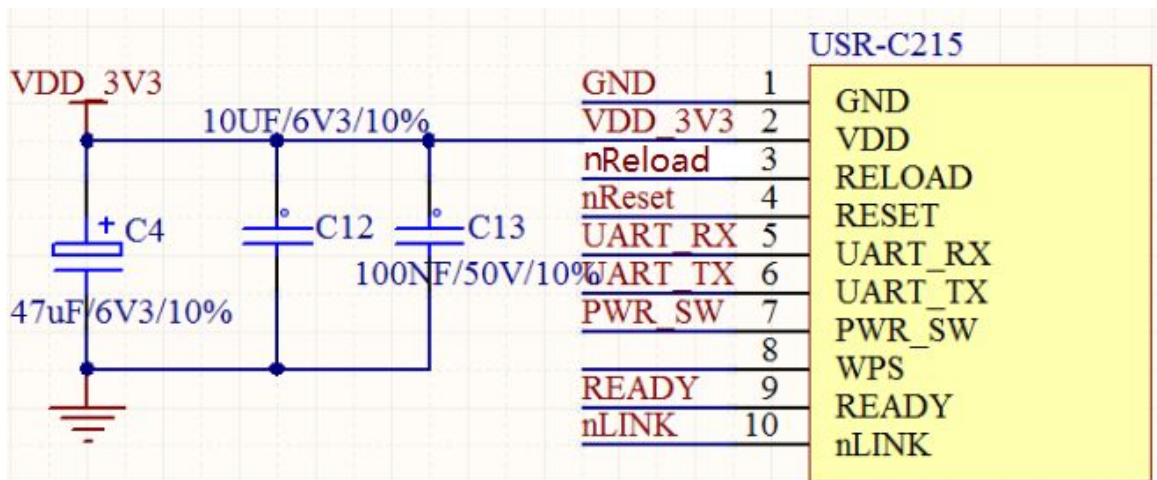 USR-C215
VDD_3V3
10UF/6V3/10%
C4
C12
C13
100NF/50V/10%
47uF/6V3/10%
GND 1 GND
VDD_3V3 2 VDD
nReload 3 RELOAD
nReset 4 RESET
UART_RX 5 UART_RX
UART_TX 6 UART_TX
PWR_SW 7 PWR_SW
8 WPS
READY 9 READY
nLINK 10 nLINK